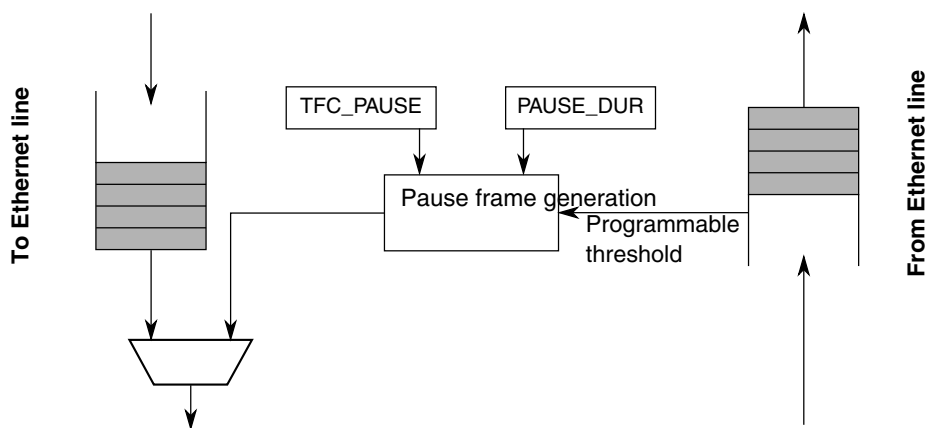 To Ethernet line
TFC_PAUSE
PAUSE_DUR
Pause frame generation
Programmable
threshold
From Ethernet line